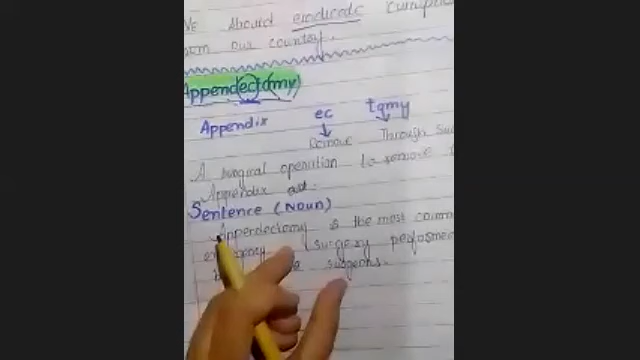 We should eradicate corruption
from our country.
Appendectomy
Appendix ec tomy
Remove Through
A surgical operation to remove
Appendix out.
Sentence (Noun)
Appendectomy is the most
surgery performed
surgeons.